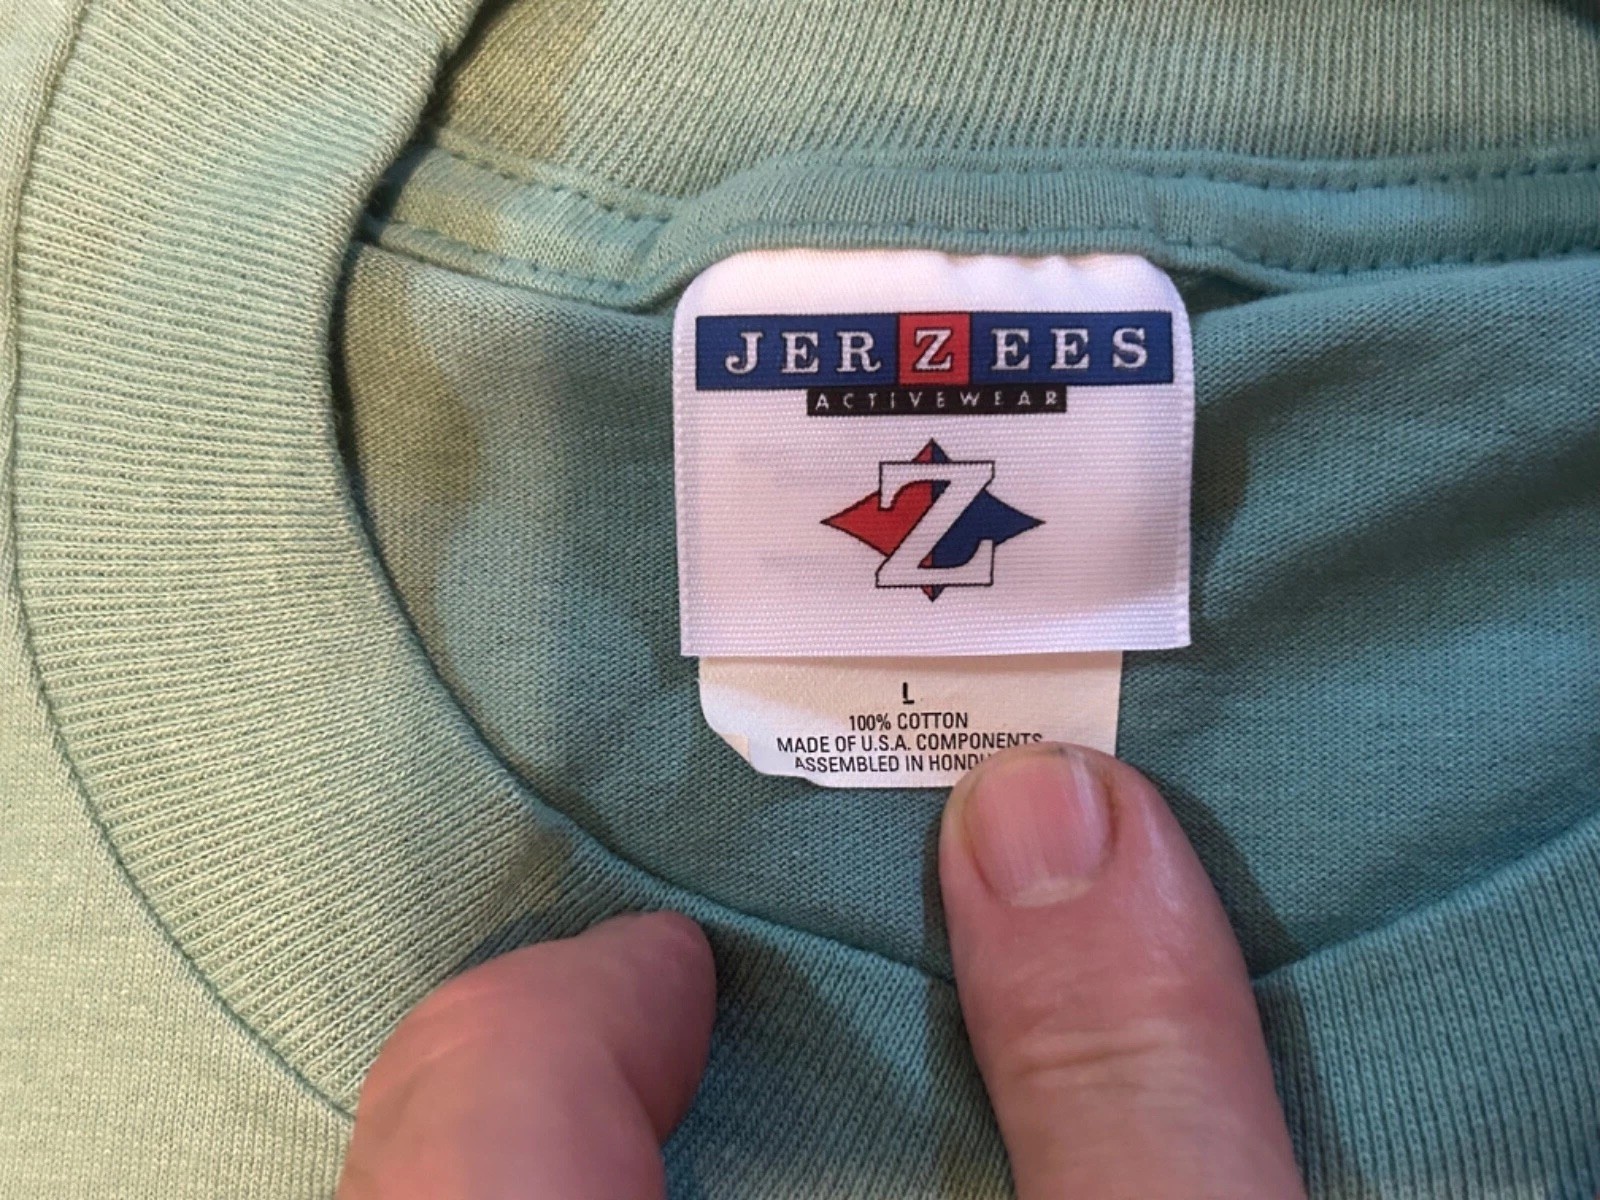 JERZEES
ACTIVEWEAR
Z
L
100% COTTON
MADE OF U.S.A. COMPONENTS
ASSEMBLED IN